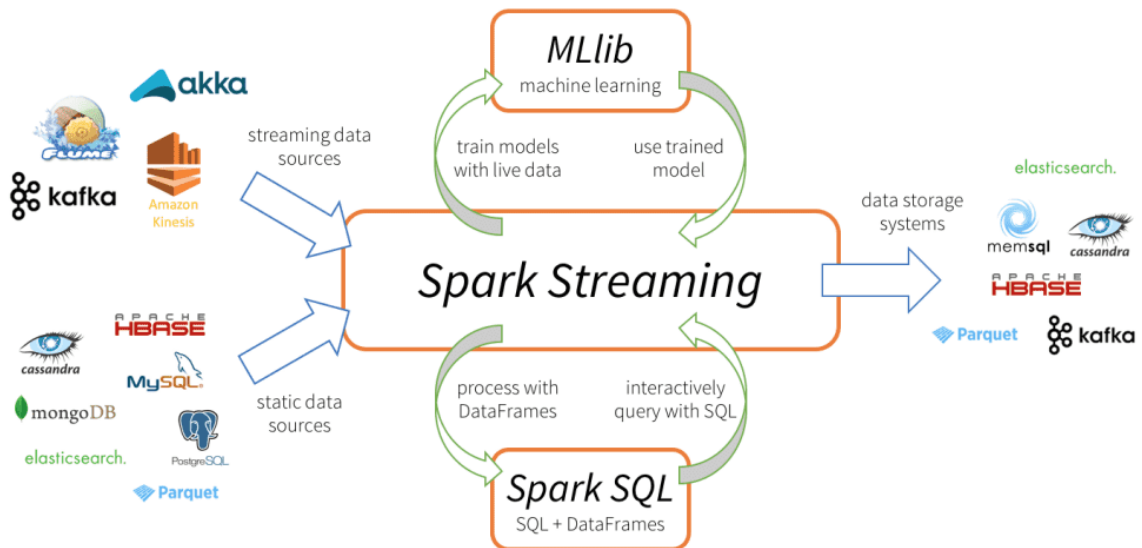 MLlib
machine learning
akka
FLUME
kafka
Amazon
Kinesis
streaming data
sources
train models
with live data
use trained
model
data storage
systems
elasticsearch.
memsql
cassandra
APACHE
HBASE
Parquet
kafka
Spark Streaming
APACHE
HBASE
cassandra
MySQL®
mongoDB
PostgreSQL
elasticsearch.
Parquet
static data
sources
process with
DataFrames
interactively
query with SQL
Spark SQL
SQL + DataFrames